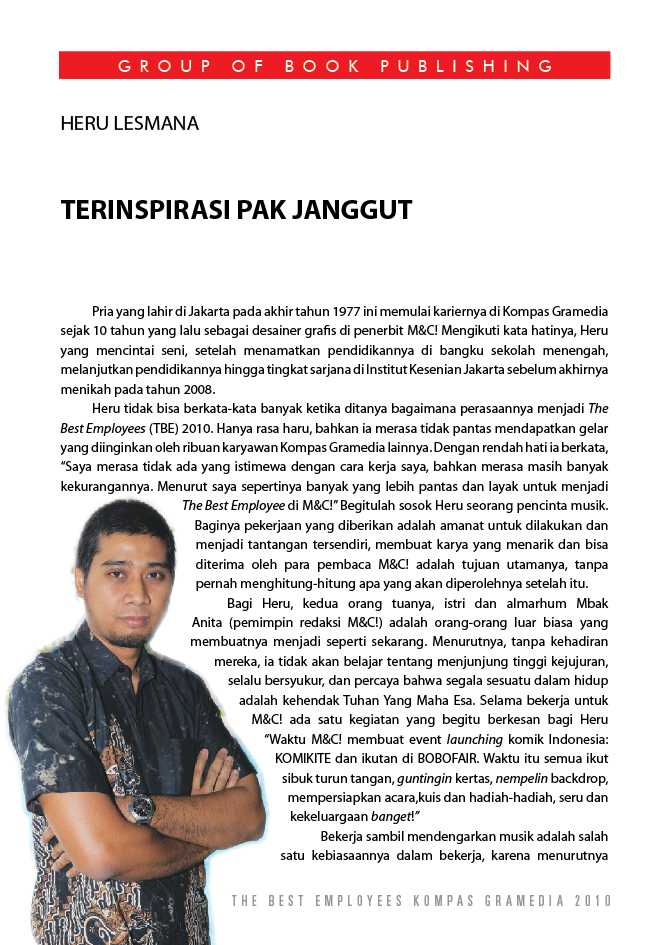 GROUP OF BOOK PUBLISHING
HERU LESMANA
TERINSPIRASI PAK JANGGUT
Pria yang lahir di Jakarta pada akhir tahun 1977 ini memulai kariernya di Kompas Gramedia
sejak 10 tahun yang lalu sebagai desainer grafis di penerbit M&C! Mengikuti kata hatinya, Heru
yang mencintai seni, setelah menamatkan pendidikannya di bangku sekolah menengah,
melanjutkan pendidikannya hingga tingkat sarjana di Institut Kesenian Jakarta sebelum akhirnya
menikah pada tahun 2008.
Heru tidak bisa berkata-kata banyak ketika ditanya bagaimana perasaannya menjadi The
Best Employees (TBE) 2010. Hanya rasa haru, bahkan ia merasa tidak pantas mendapatkan gelar
yang diinginkan oleh ribuan karyawan Kompas Gramedia lainnya. Dengan rendah hati ia berkata,
“Saya merasa tidak ada yang istimewa dengan cara kerja saya, bahkan merasa masih banyak
kekurangannya. Menurut saya sepertinya banyak yang lebih pantas dan layak untuk menjadi
The Best Employee di M&C!” Begitulah sosok Heru seorang pencinta musik.
Baginya pekerjaan yang diberikan adalah amanat untuk dilakukan dan
menjadi tantangan tersendiri, membuat karya yang menarik dan bisa
diterima oleh para pembaca M&C! adalah tujuan utamanya, tanpa
pernah menghitung-hitung apa yang akan diperolehnya setelah itu.
Bagi Heru, kedua orang tuanya, istri dan almarhum Mbak
Anita (pemimpin redaksi M&C!) adalah orang-orang luar biasa yang
membuatnya menjadi seperti sekarang. Menurutnya, tanpa kehadiran
mereka, ia tidak akan belajar tentang menjunjung tinggi kejujuran,
selalu bersyukur, dan percaya bahwa segala sesuatu dalam hidup
adalah kehendak Tuhan Yang Maha Esa. Selama bekerja untuk
M&C! ada satu kegiatan yang begitu berkesan bagi Heru
“Waktu M&C! membuat event launching komik Indonesia:
KOMIKITE dan ikutan di BOBOFAIR. Waktu itu semua ikut
sibuk turun tangan, guntingin kertas, nempelin backdrop,
mempersiapkan acara,kuis dan hadiah-hadiah, seru dan
kekeluargaan banget!”
Bekerja sambil mendengarkan musik adalah salah
satu kebiasaannya dalam bekerja, karena menurutnya
THE BEST EMPLOYEES KOMPAS GRAMEDIA 2010